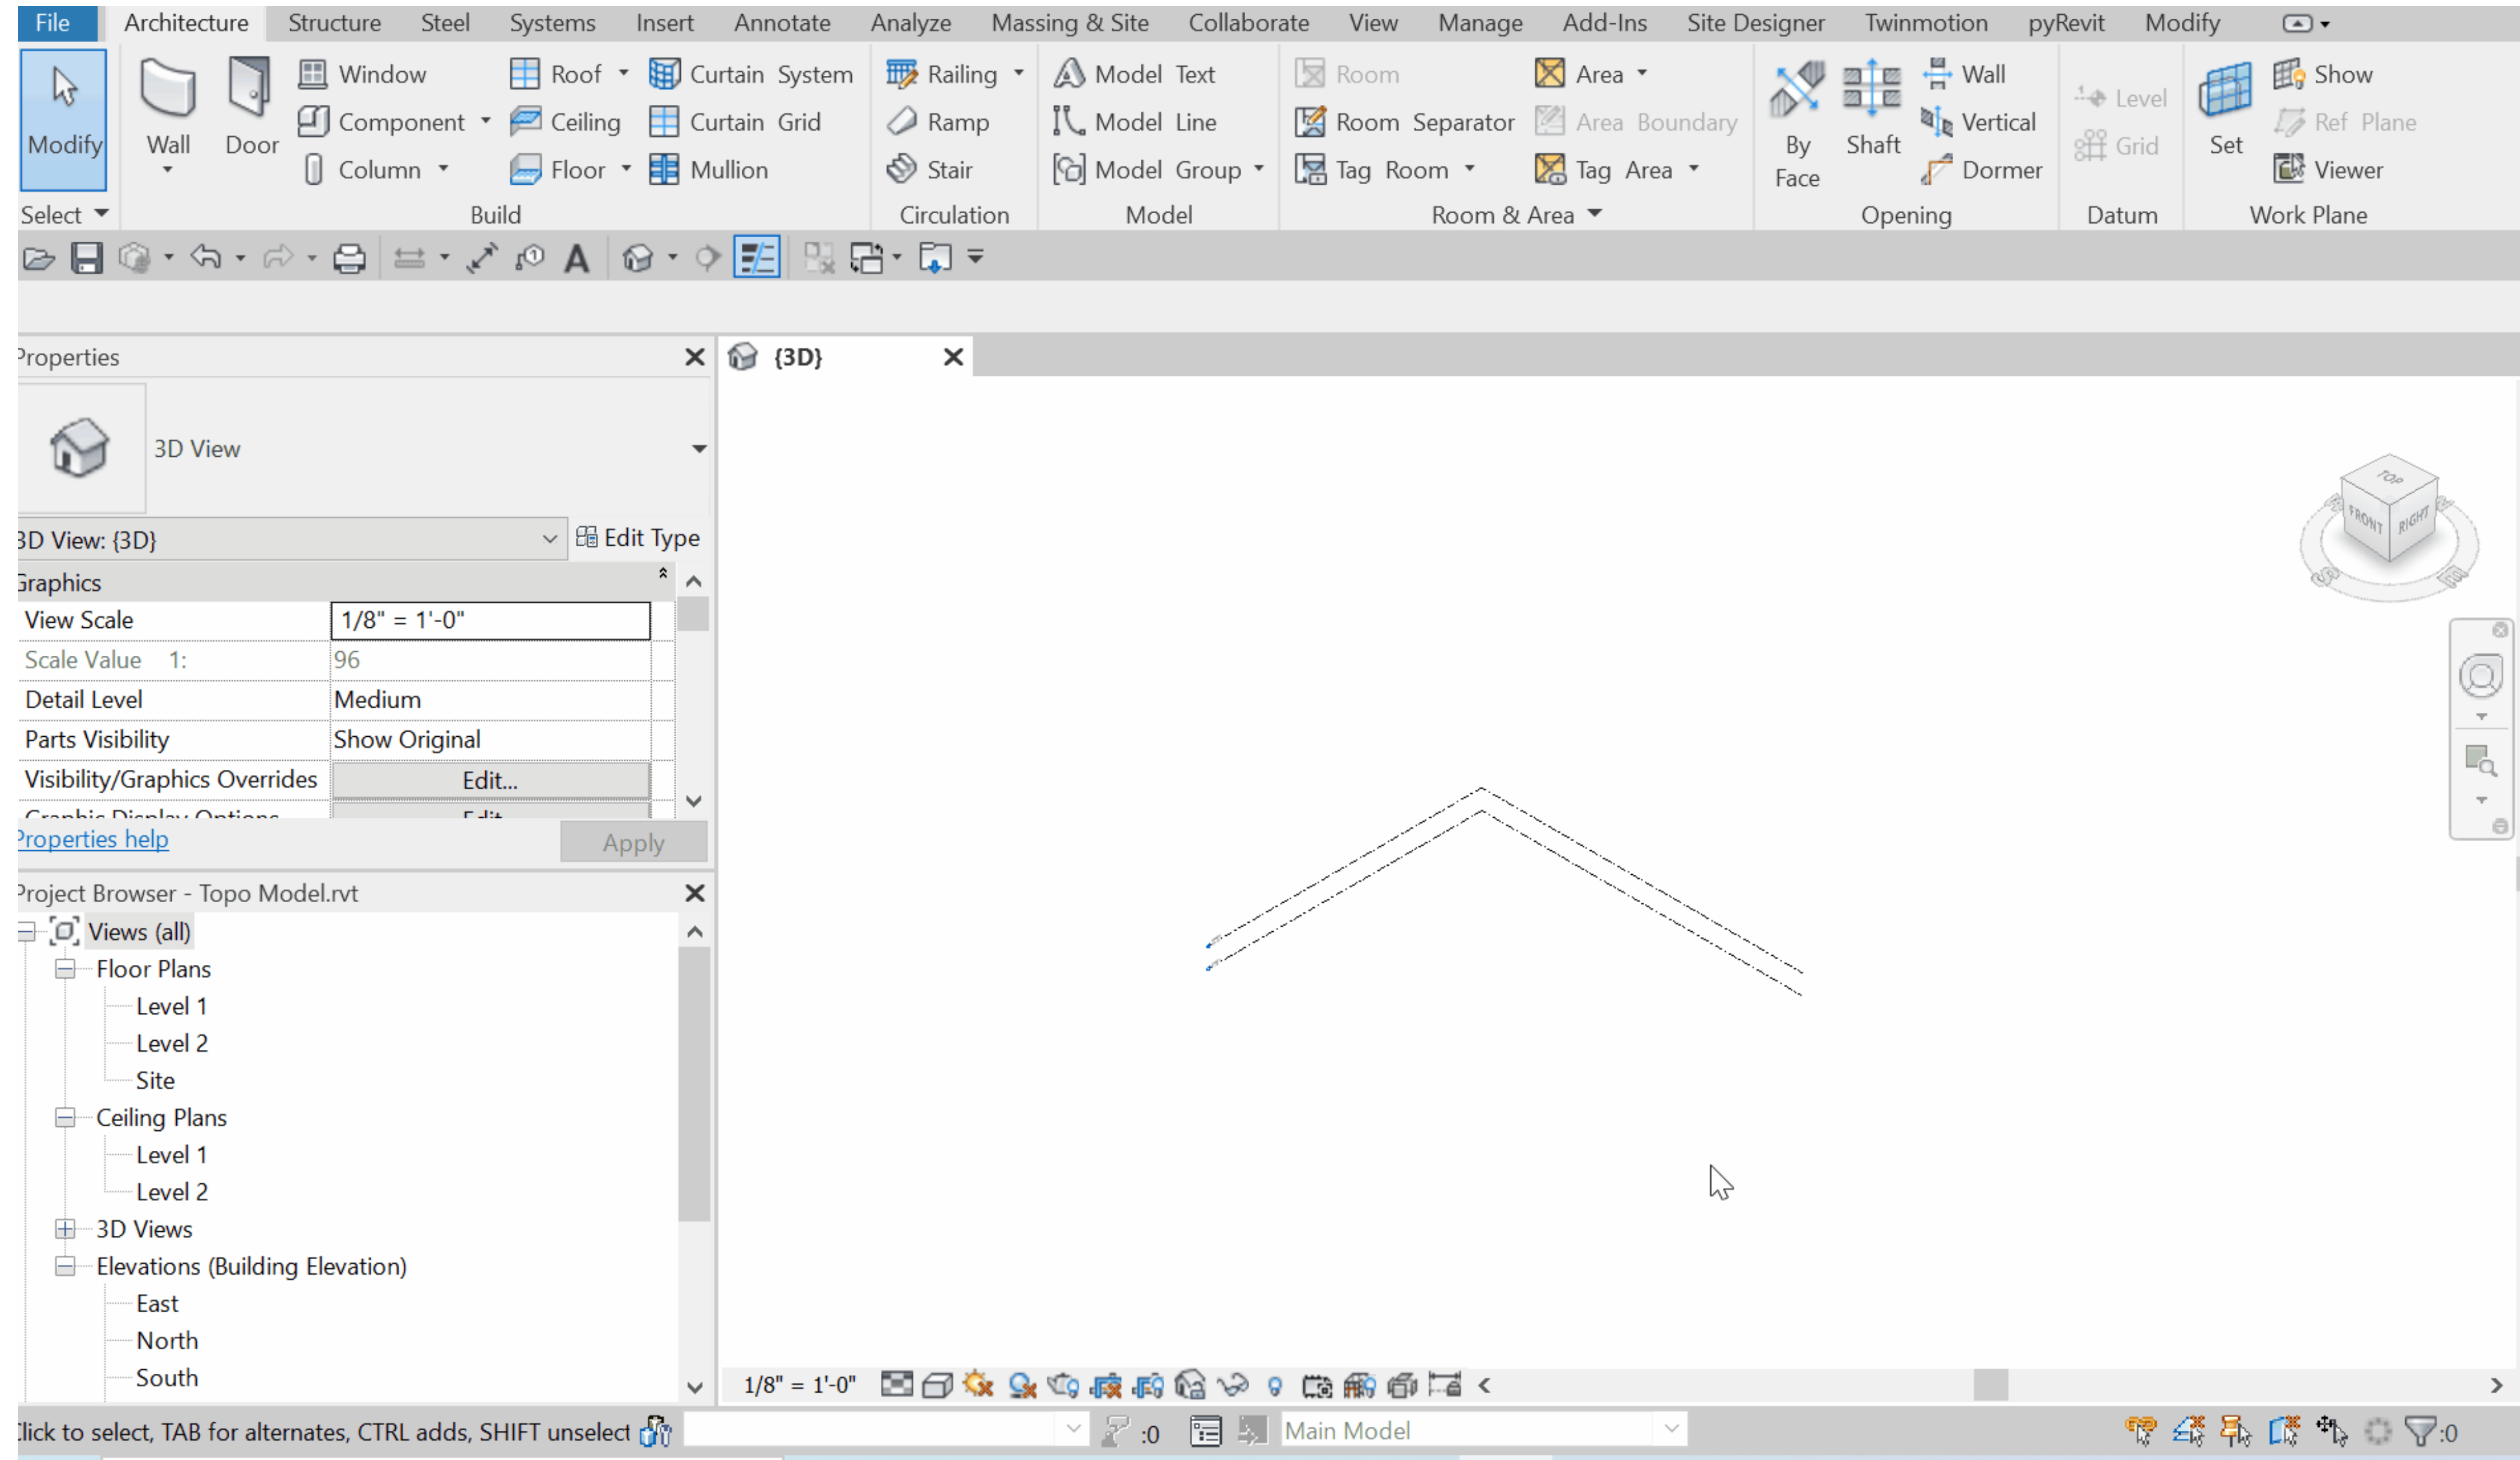 File Architecture Structure Steel Systems Insert Annotate Analyze Massing & Site Collaborate View Manage Add-Ins Site Designer Twinmotion pyRevit Modify
Window Roof Curtain System Railing Model Text Room Area Wall Show
Component Ceiling Curtain Grid Ramp Model Line Room Separator Area Boundary Vertical Level Ref Plane
Modify Wall Door Column Floor Mullion Stair Model Group Tag Room Tag Area By Face Shaft Dormer Grid Set Viewer
Select Build Circulation Model Room & Area Opening Datum Work Plane
Properties
{3D}
3D View
3D View: {3D} Edit Type
Graphics
View Scale 1/8" = 1'-0"
Scale Value 1: 96
Detail Level Medium
Parts Visibility Show Original
Visibility/Graphics Overrides Edit...
Graphic Display Options Edit...
Properties help Apply
TOP
FRONT RIGHT
Project Browser - Topo Model.rvt
Views (all)
Floor Plans
Level 1
Level 2
Site
Ceiling Plans
Level 1
Level 2
3D Views
Elevations (Building Elevation)
East
North
South
1/8" = 1'-0"
Click to select, TAB for alternates, CTRL adds, SHIFT unselect :0 Main Model :0